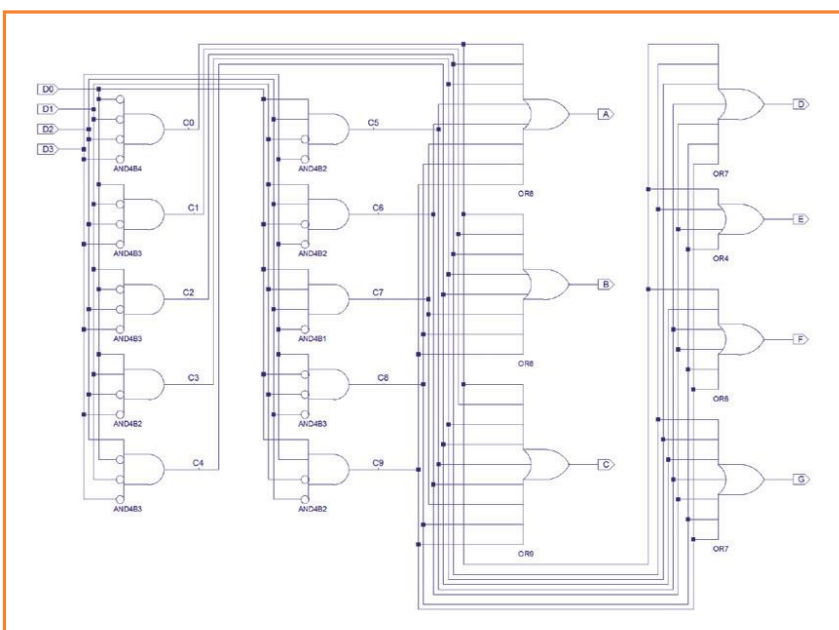 D0
D1
D2
D3
C0
AND4B4
C1
AND4B3
C2
AND4B3
C3
AND4B2
C4
AND4B3
C5
AND4B2
C6
AND4B2
C7
AND4B1
C8
AND4B3
C9
AND4B2
A
OR8
B
OR8
C
OR9
D
OR7
E
OR4
F
OR6
G
OR7